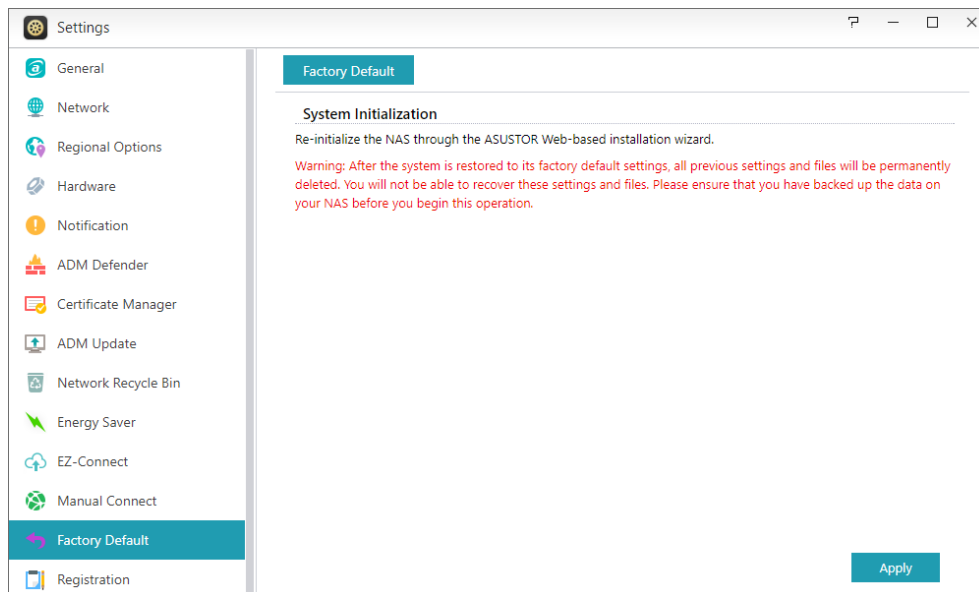 Settings
General
Network
Regional Options
Hardware
Notification
ADM Defender
Certificate Manager
ADM Update
Network Recycle Bin
Energy Saver
EZ-Connect
Manual Connect
Factory Default
Registration
Factory Default
System Initialization
Re-initialize the NAS through the ASUSTOR Web-based installation wizard.
Warning: After the system is restored to its factory default settings, all previous settings and files will be permanently
deleted. You will not be able to recover these settings and files. Please ensure that you have backed up the data on
your NAS before you begin this operation.
Apply